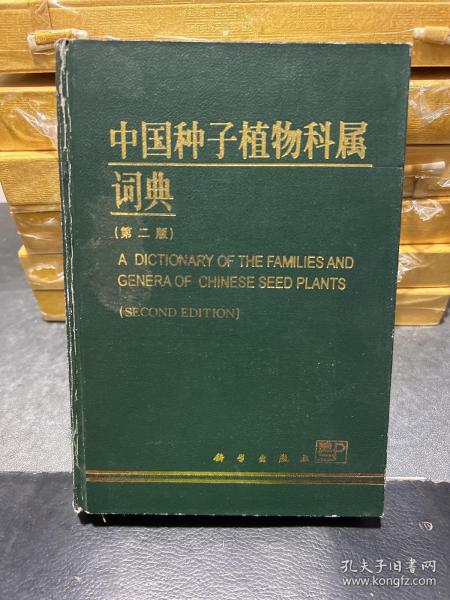 中国种子植物科属
词典
(第二版)
A DICTIONARY OF THE FAMILIES AND
GENERA OF CHINESE SEED PLANTS
(SECOND EDITION)
科学出版社
孔夫子旧书网
www.kongfz.com